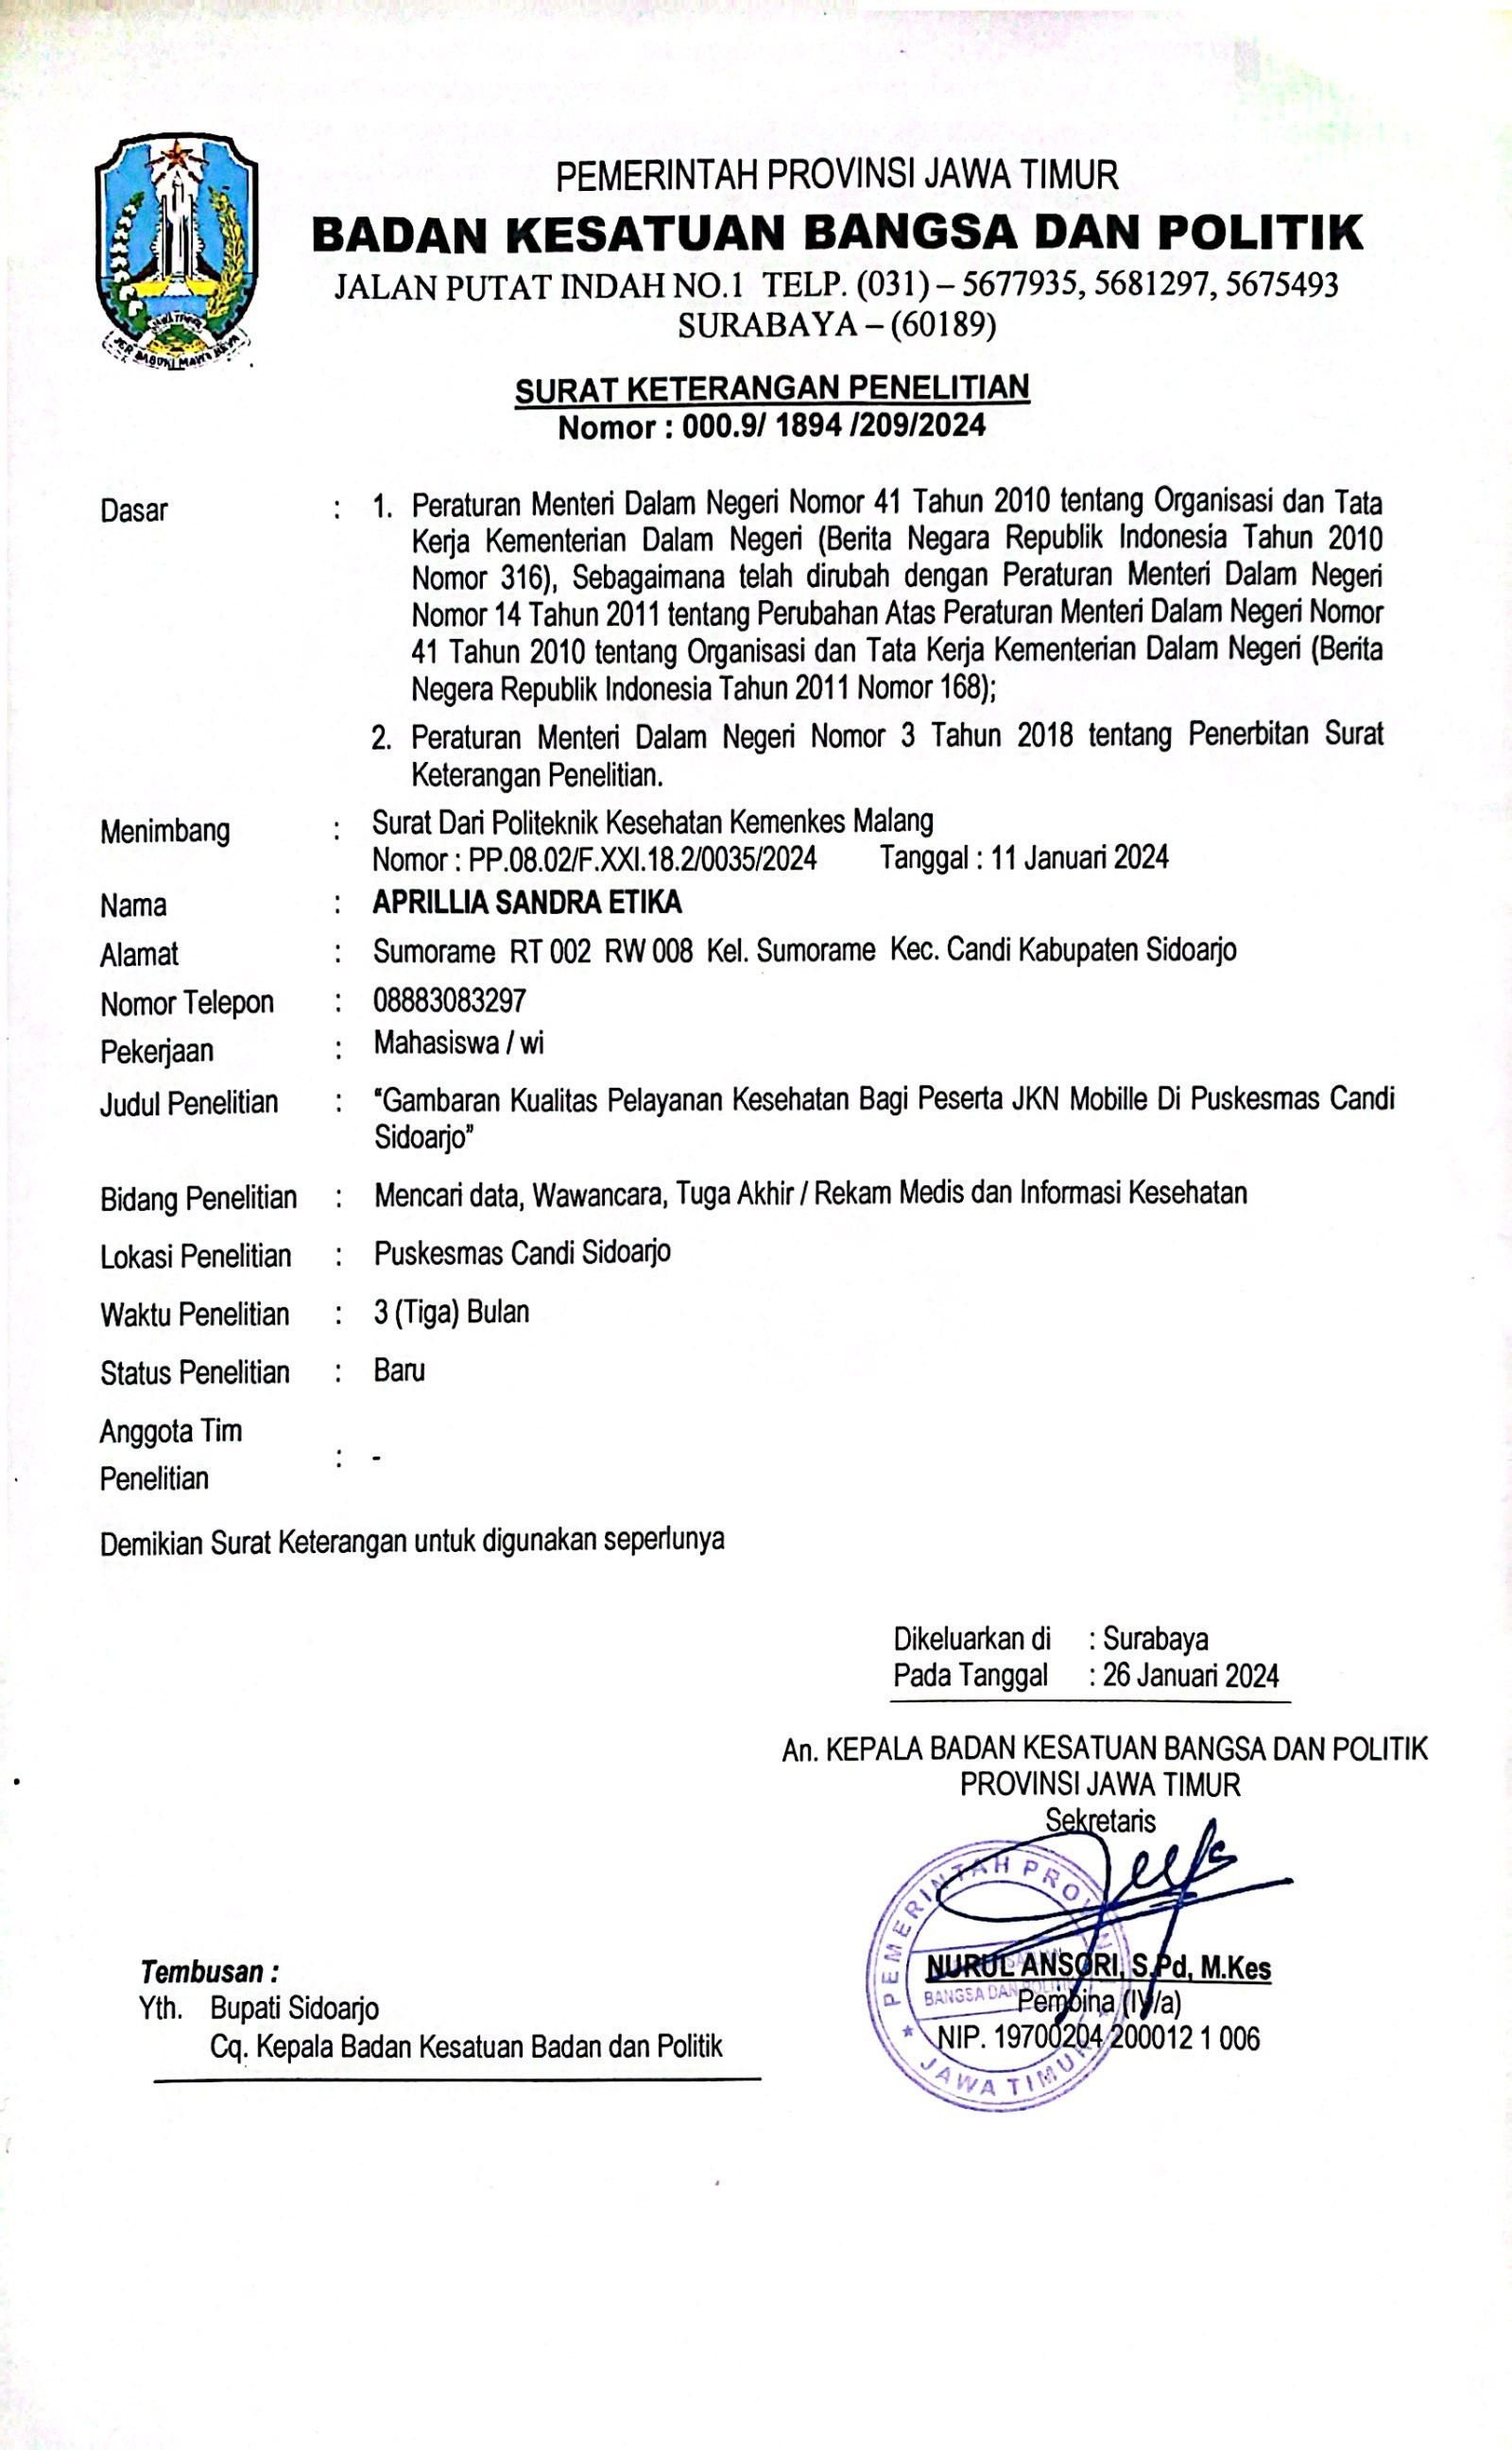 PEMERINTAH PROVINSI JAWA TIMUR
BADAN KESATUAN BANGSA DAN POLITIK
JALAN PUTAT INDAH NO.1 TELP. (031) – 5677935, 5681297, 5675493
SURABAYA – (60189)
JAWA TIMUR
JER BASUKI MAWA BEYA
SURAT KETERANGAN PENELITIAN
Nomor : 000.9/ 1894 /209/2024
Dasar : 1. Peraturan Menteri Dalam Negeri Nomor 41 Tahun 2010 tentang Organisasi dan Tata
Kerja Kementerian Dalam Negeri (Berita Negara Republik Indonesia Tahun 2010
Nomor 316), Sebagaimana telah dirubah dengan Peraturan Menteri Dalam Negeri
Nomor 14 Tahun 2011 tentang Perubahan Atas Peraturan Menteri Dalam Negeri Nomor
41 Tahun 2010 tentang Organisasi dan Tata Kerja Kementerian Dalam Negeri (Berita
Negera Republik Indonesia Tahun 2011 Nomor 168);
2. Peraturan Menteri Dalam Negeri Nomor 3 Tahun 2018 tentang Penerbitan Surat
Keterangan Penelitian.
Menimbang : Surat Dari Politeknik Kesehatan Kemenkes Malang
Nomor : PP.08.02/F.XXI.18.2/0035/2024 Tanggal : 11 Januari 2024
Nama : APRILLIA SANDRA ETIKA
Alamat : Sumorame RT 002 RW 008 Kel. Sumorame Kec. Candi Kabupaten Sidoarjo
Nomor Telepon : 08883083297
Pekerjaan : Mahasiswa / wi
Judul Penelitian : “Gambaran Kualitas Pelayanan Kesehatan Bagi Peserta JKN Mobille Di Puskesmas Candi
Sidoarjo”
Bidang Penelitian : Mencari data, Wawancara, Tuga Akhir / Rekam Medis dan Informasi Kesehatan
Lokasi Penelitian : Puskesmas Candi Sidoarjo
Waktu Penelitian : 3 (Tiga) Bulan
Status Penelitian : Baru
Anggota Tim
Penelitian : -
Demikian Surat Keterangan untuk digunakan seperlunya
Dikeluarkan di : Surabaya
Pada Tanggal : 26 Januari 2024
An. KEPALA BADAN KESATUAN BANGSA DAN POLITIK
PROVINSI JAWA TIMUR
Sekretaris
PEMERINTAH
BANGSA DAN POLITIK
JAWA TIMUR
NURUL ANSORI, S.Pd, M.Kes
Pembina (IV/a)
NIP. 19700204 200012 1 006
Tembusan :
Yth. Bupati Sidoarjo
Cq. Kepala Badan Kesatuan Badan dan Politik